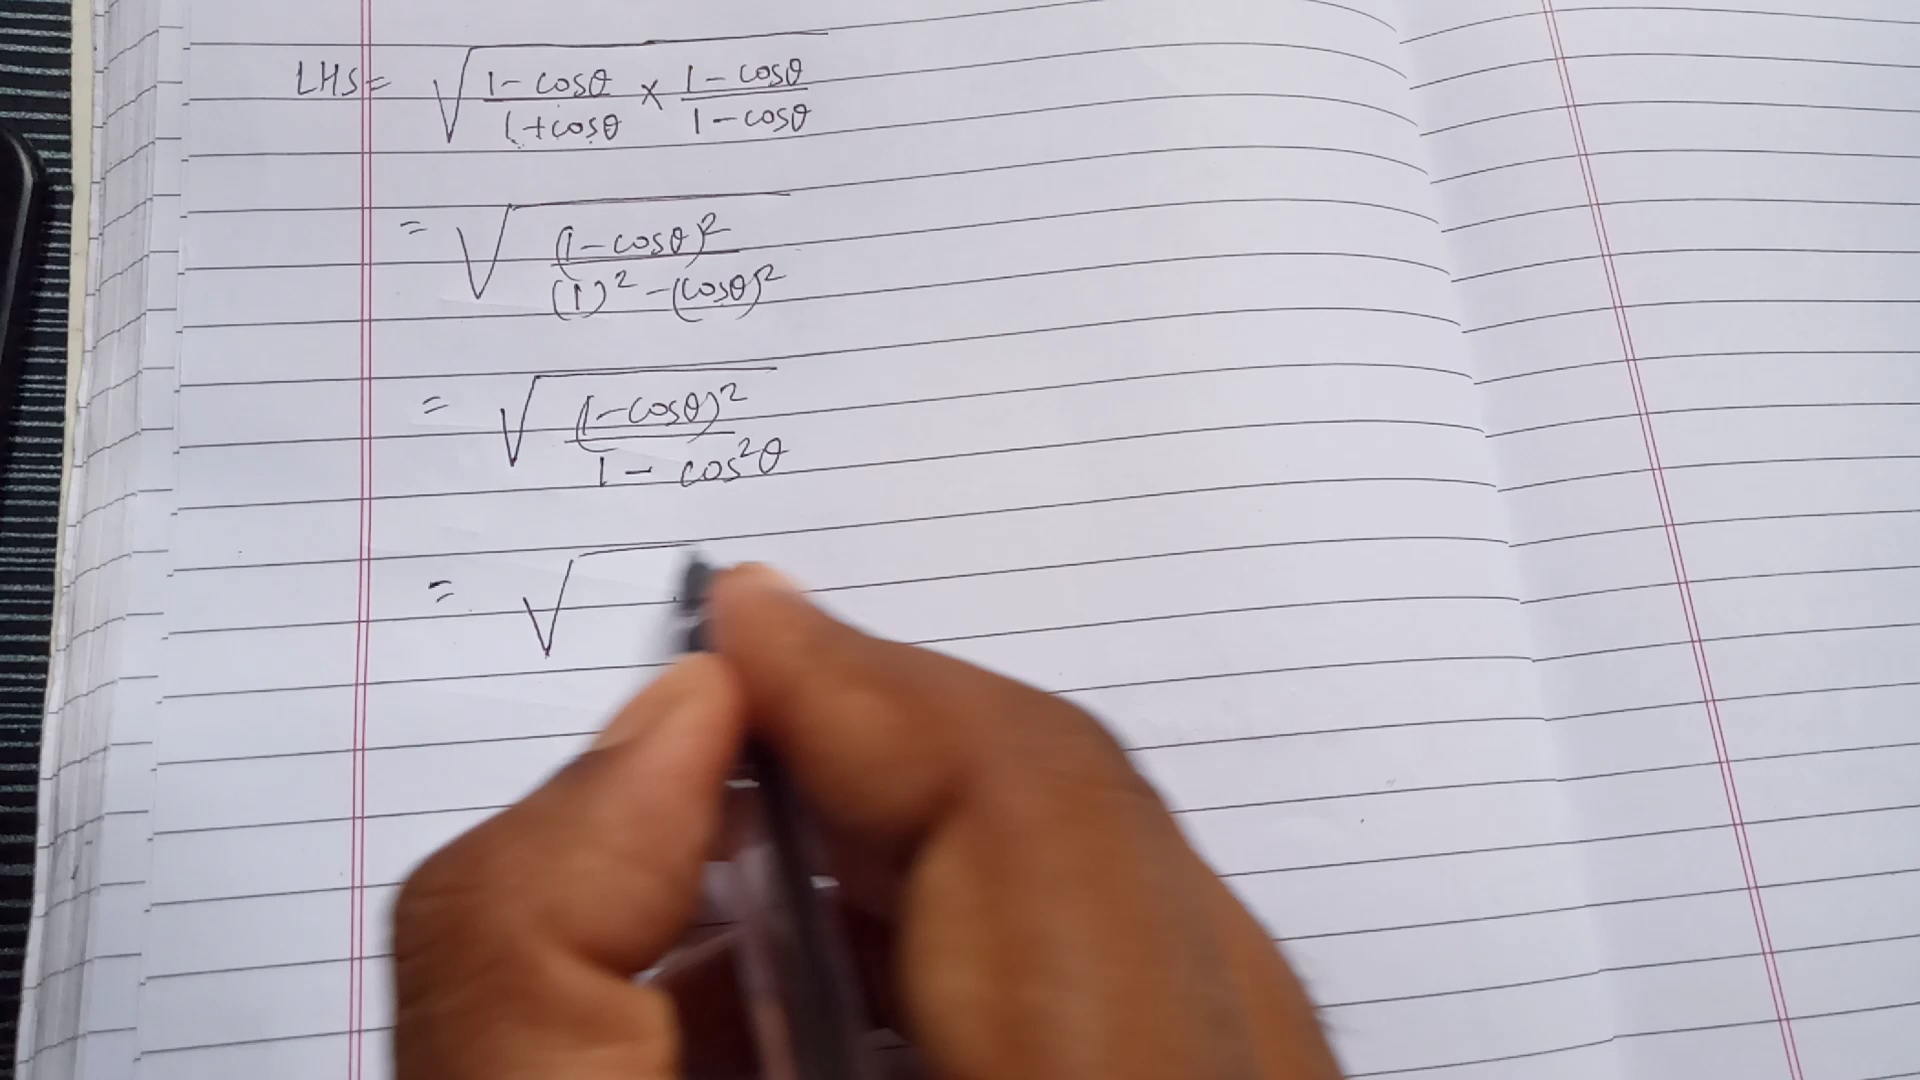 LHS = √((1-cosθ)/(1+cosθ) × (1-cosθ)/(1-cosθ))
= √((1-cosθ)²/((1)²-(cosθ)²))
= √((1-cosθ)²/(1-cos²θ))
= √